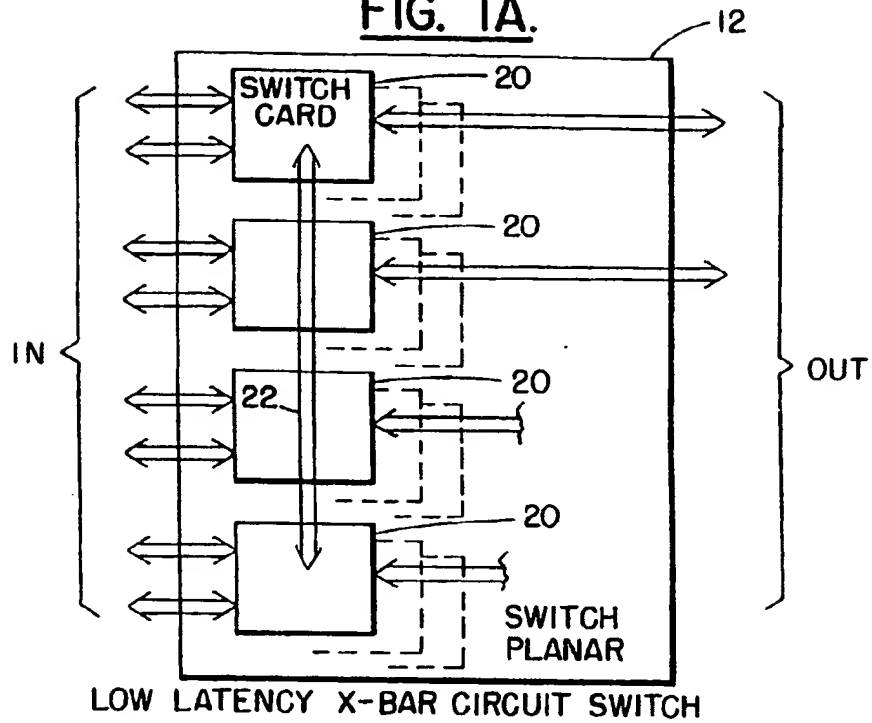 FIG. 1A.
12
SWITCH
CARD
20
20
IN
22
20
OUT
20
SWITCH
PLANAR
LOW LATENCY X-BAR CIRCUIT SWITCH